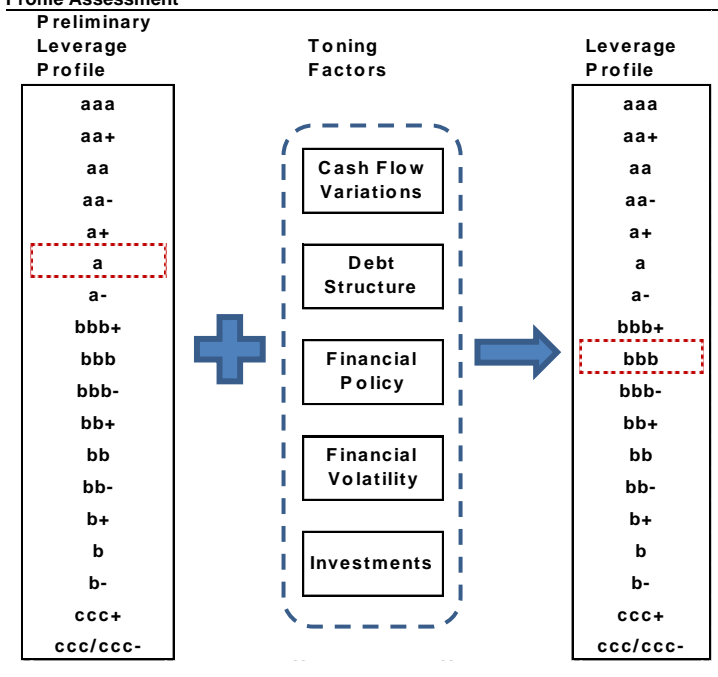 Profile Assessment
Preliminary
Leverage
Profile
aaa
aa+
aa
aa-
a+
a
a-
bbb+
bbb
bbb-
bb+
bb
bb-
b+
b
b-
ccc+
ccc/ccc-
Toning
Factors
Cash Flow
Variations
Debt
Structure
Financial
Policy
Financial
Volatility
Investments
Leverage
Profile
aaa
aa+
aa
aa-
a+
a
a-
bbb+
bbb
bbb-
bb+
bb
bb-
b+
b
b-
ccc+
ccc/ccc-